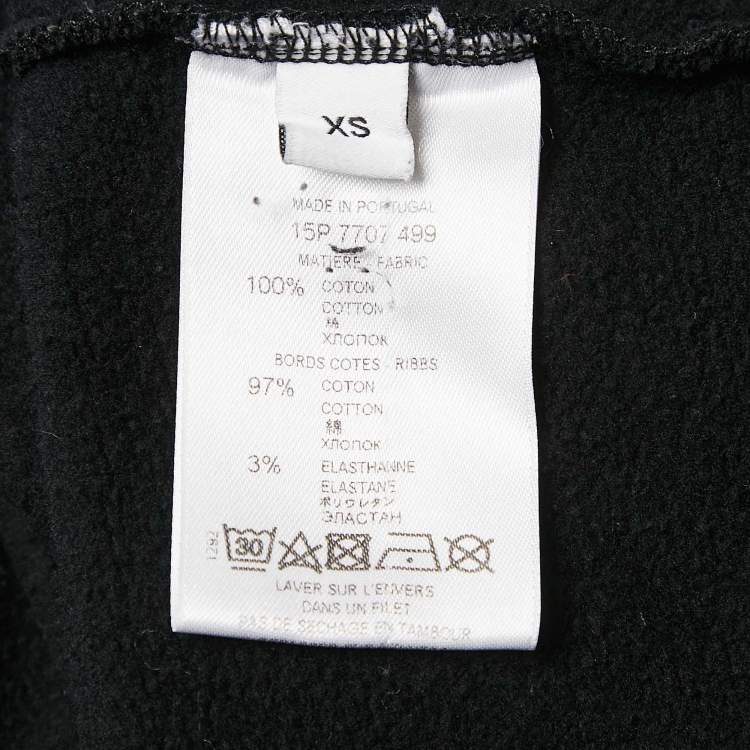 XS
MADE IN PORTUGAL
15P 7707 499
MATIERE - FABRIC
100% COTON
COTTON
綿
ХЛОПОК
BORDS COTES - RIBBS
97% COTON
COTTON
綿
ХЛОПОК
3% ELASTHANNE
ELASTANE
ポリウレタン
ЭЛАСТАН
1292
30
LAVER SUR L'ENVERS
DANS UN FILET
PAS DE SECHAGE EN TAMBOUR